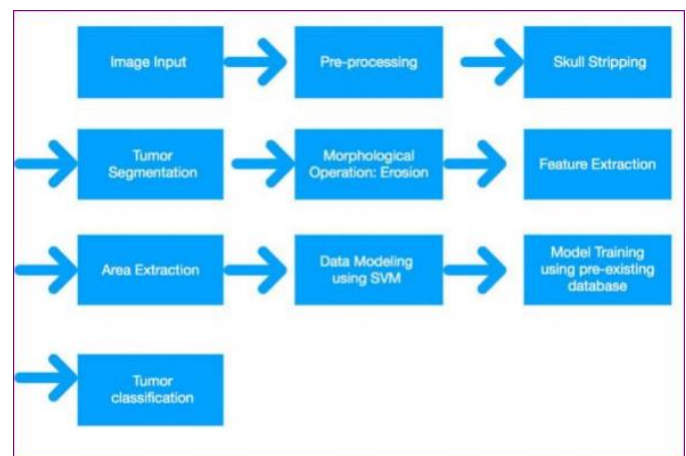 Image Input
Pre-processing
Skull Stripping
Tumor
Segmentation
Morphological
Operation: Erosion
Feature Extraction
Area Extraction
Data Modeling
using SVM
Model Training
using pre-existing
database
Tumor
classification